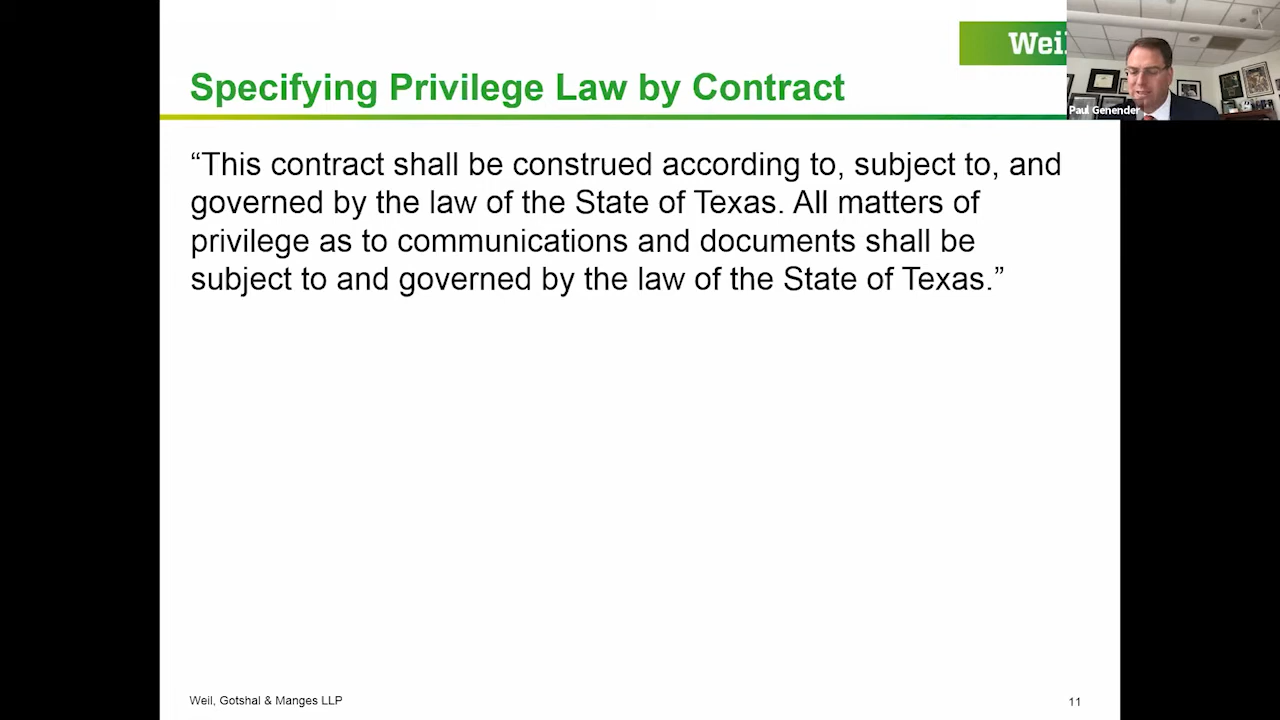 Weil
Specifying Privilege Law by Contract
Paul Genender
“This contract shall be construed according to, subject to, and
governed by the law of the State of Texas. All matters of
privilege as to communications and documents shall be
subject to and governed by the law of the State of Texas.”
Weil, Gotshal & Manges LLP
11